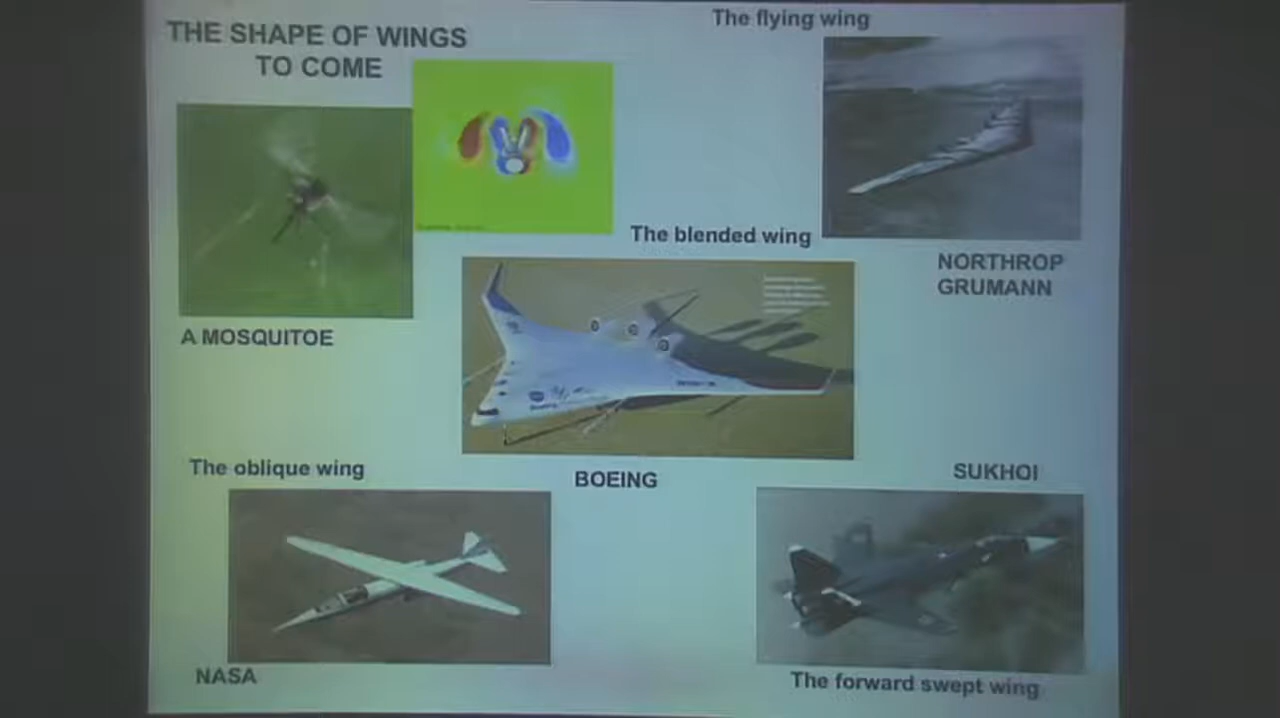 THE SHAPE OF WINGS
TO COME
The flying wing
A MOSQUITOE
The blended wing
NORTHROP
GRUMANN
The oblique wing
BOEING
SUKHOI
NASA
The forward swept wing